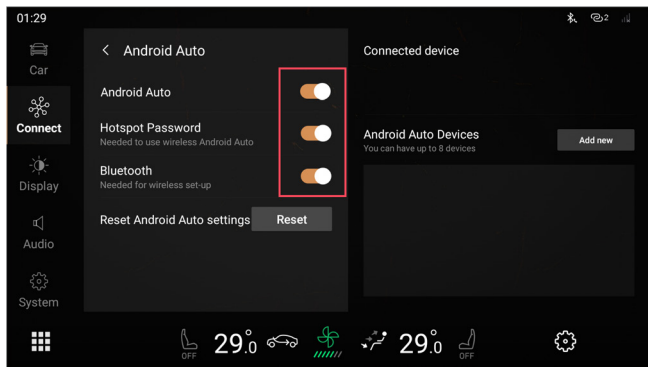 01:29
2
Car
Connect
Display
Audio
System
Android Auto
Android Auto
Hotspot Password
Needed to use wireless Android Auto
Bluetooth
Needed for wireless set-up
Reset Android Auto settings
Reset
Connected device
Android Auto Devices
You can have up to 8 devices
Add new
OFF
29.0°
29.0°
OFF